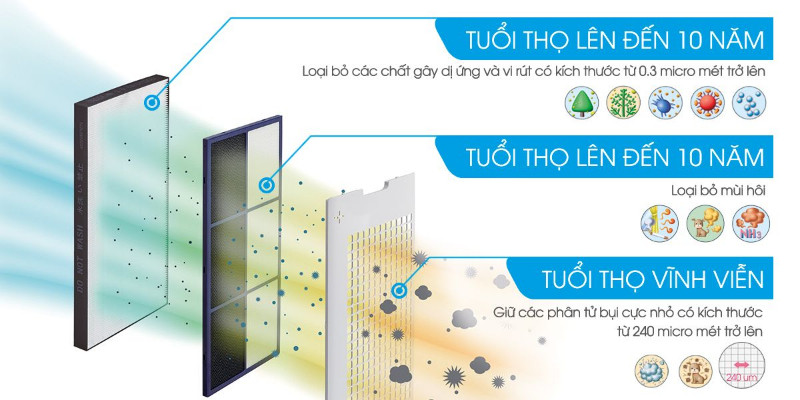 TUỔI THỌ LÊN ĐẾN 10 NĂM
Loại bỏ các chất gây dị ứng và vi rút có kích thước từ 0.3 micro mét trở lên
TUỔI THỌ LÊN ĐẾN 10 NĂM
Loại bỏ mùi hôi
NH3
TUỔI THỌ VĨNH VIỄN
Giữ các phân tử bụi cực nhỏ có kích thước
từ 240 micro mét trở lên
240 um
DO NOT WASH